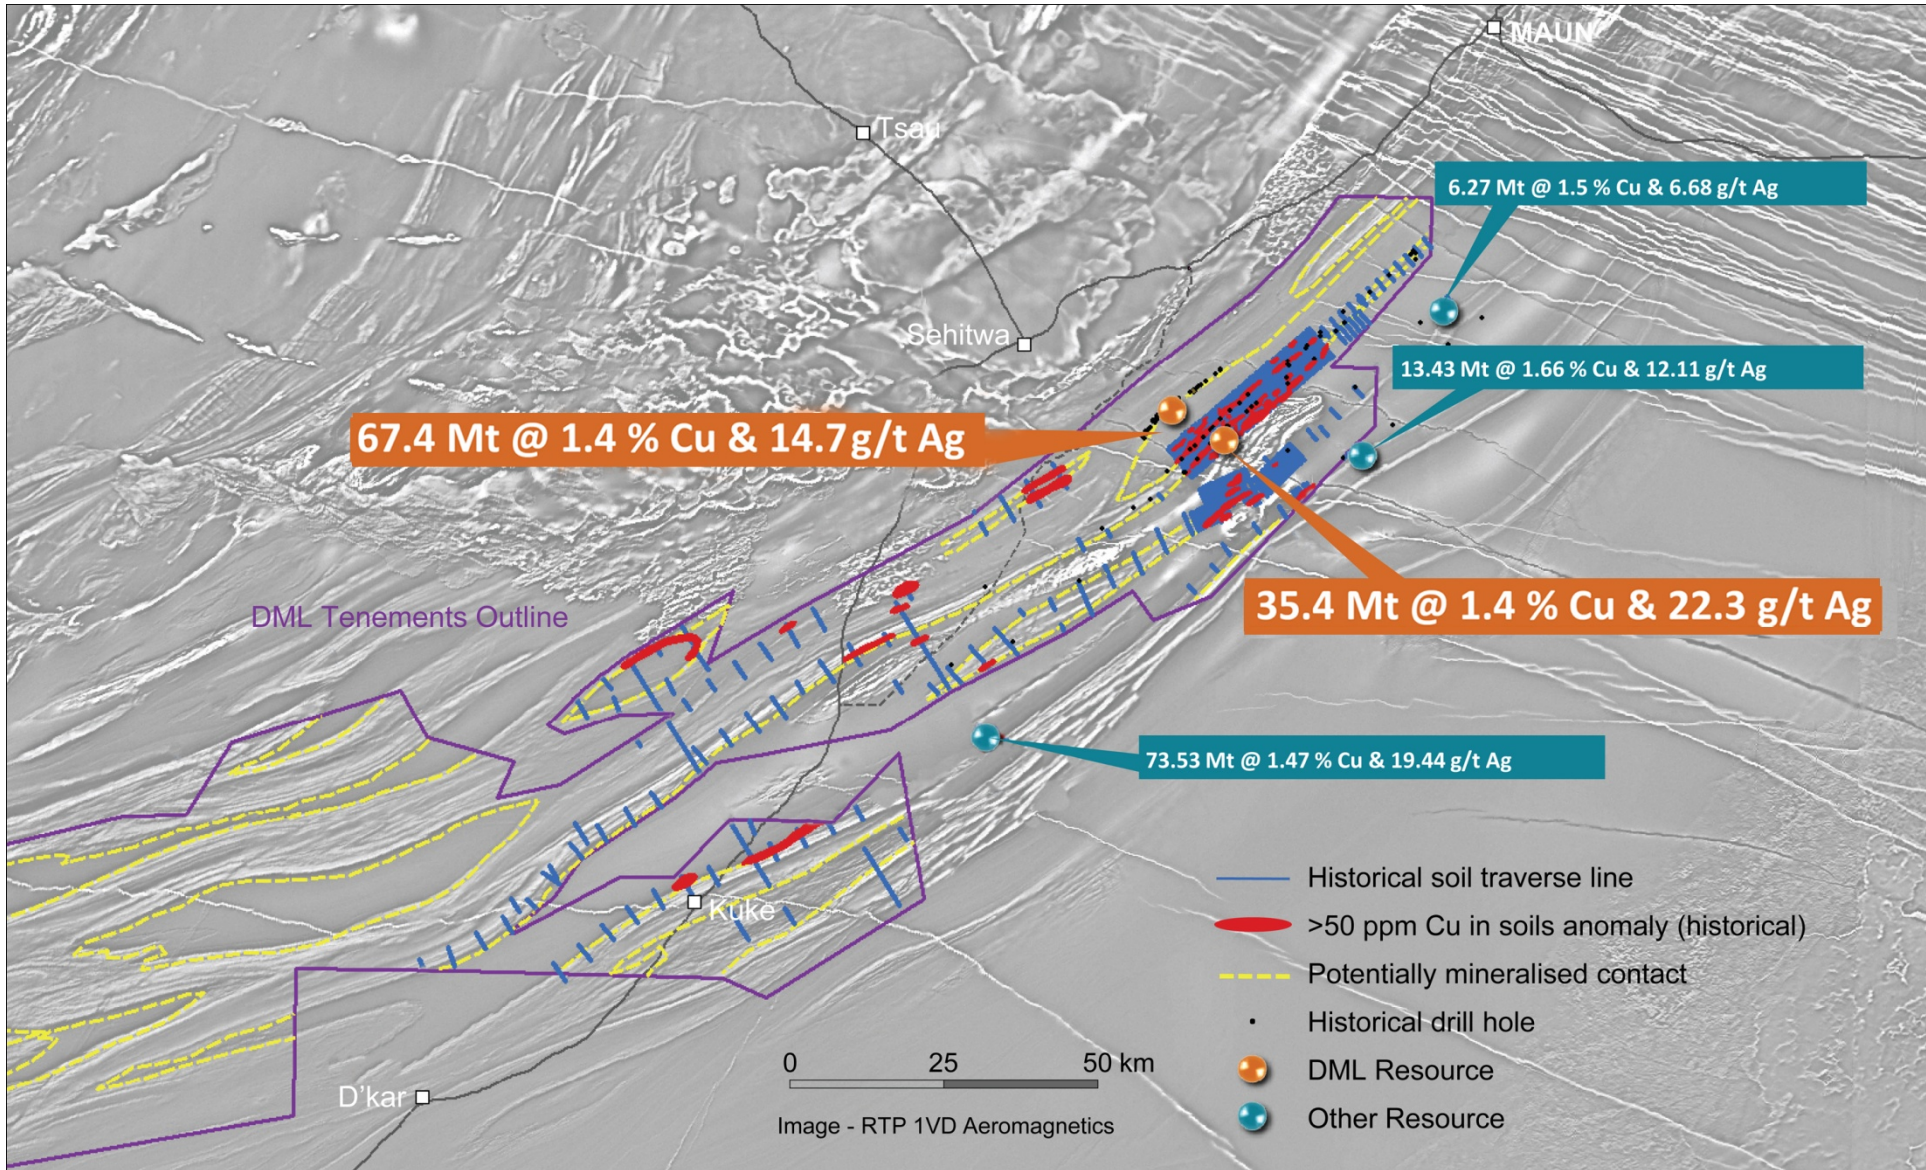 MAUN
Tsau
6.27 Mt @ 1.5 % Cu & 6.68 g/t Ag
Sehitwa
13.43 Mt @ 1.66 % Cu & 12.11 g/t Ag
67.4 Mt @ 1.4 % Cu & 14.7g/t Ag
35.4 Mt @ 1.4 % Cu & 22.3 g/t Ag
DML Tenements Outline
73.53 Mt @ 1.47 % Cu & 19.44 g/t Ag
Kuke
D'kar
Historical soil traverse line
>50 ppm Cu in soils anomaly (historical)
Potentially mineralised contact
Historical drill hole
DML Resource
Other Resource
0 25 50 km
Image - RTP 1VD Aeromagnetics